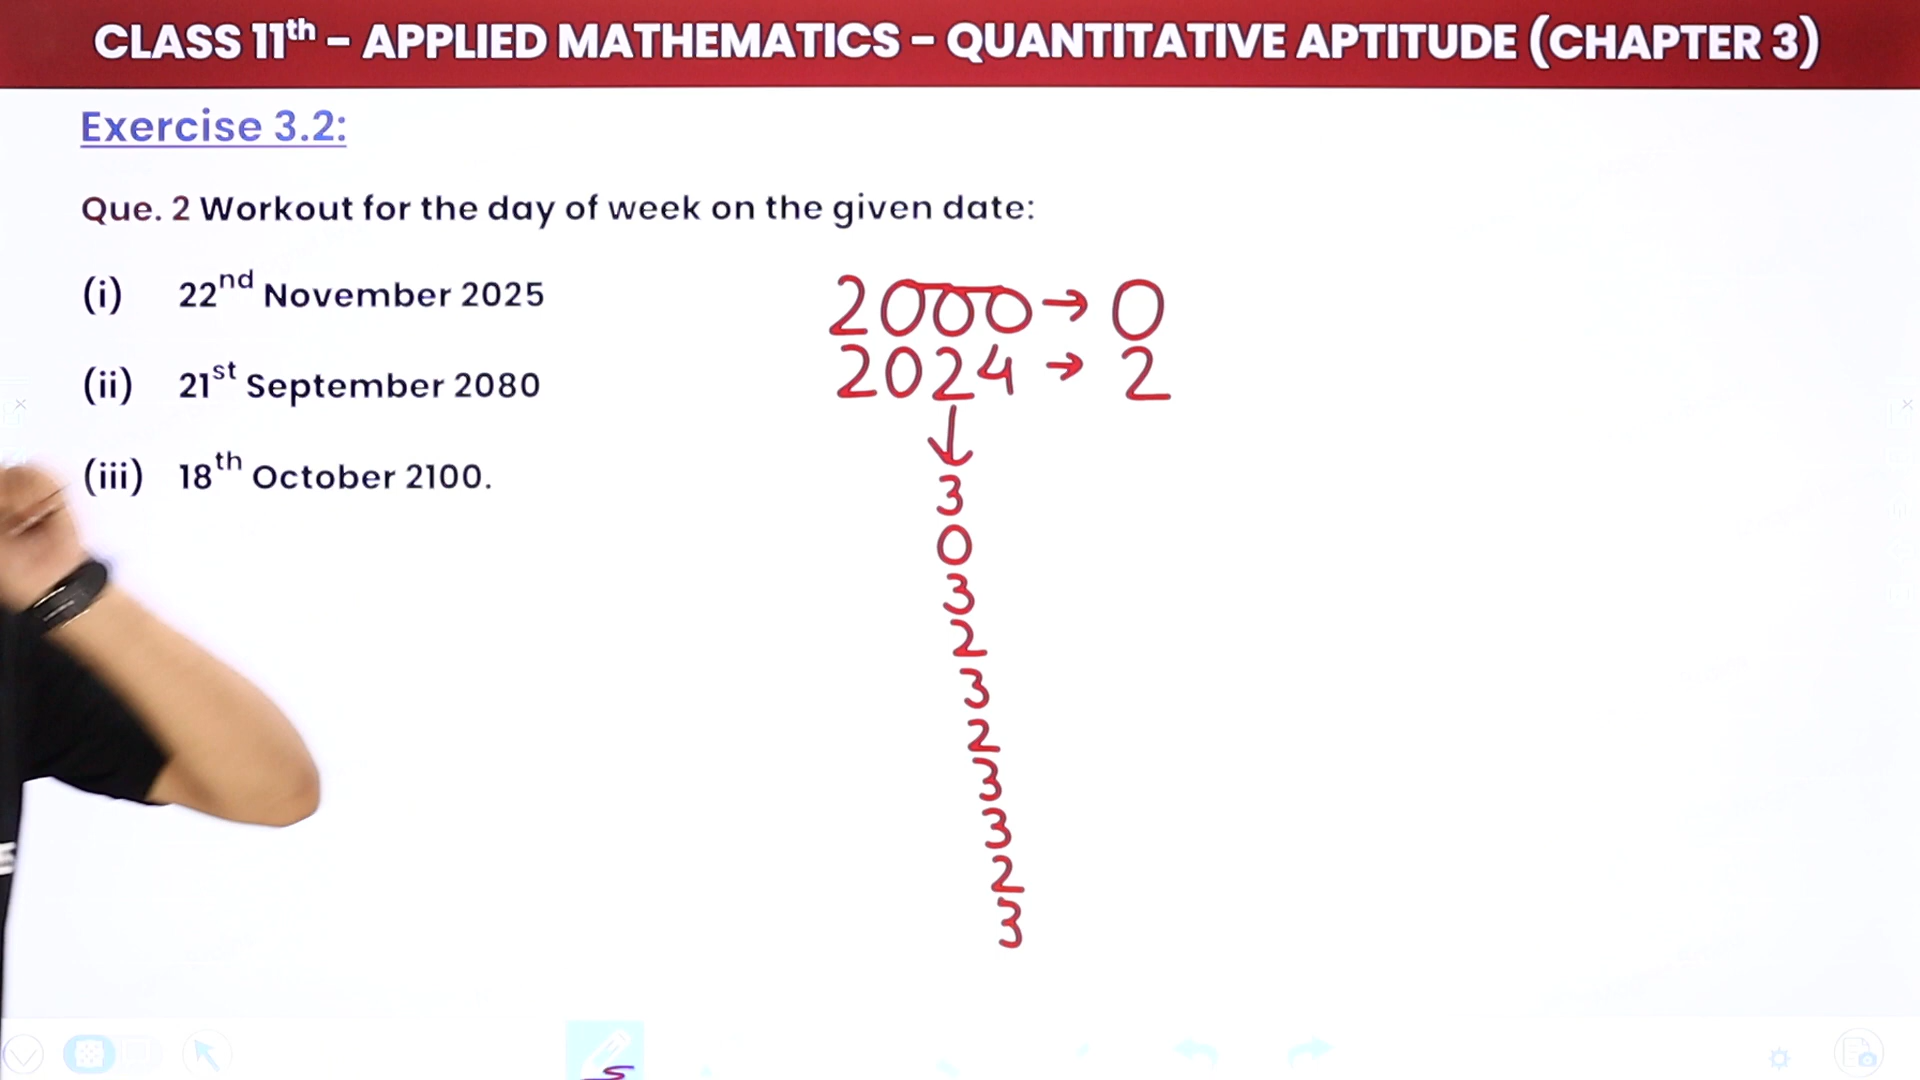 CLASS 11th – APPLIED MATHEMATICS – QUANTITATIVE APTITUDE (CHAPTER 3)
Exercise 3.2:
Que. 2 Workout for the day of week on the given date:
(i) 22nd November 2025
(ii) 21st September 2080
(iii) 18th October 2100.
2000 → 0
2024 → 2
↓
3
0
3
2
3
2
3
3
2
3